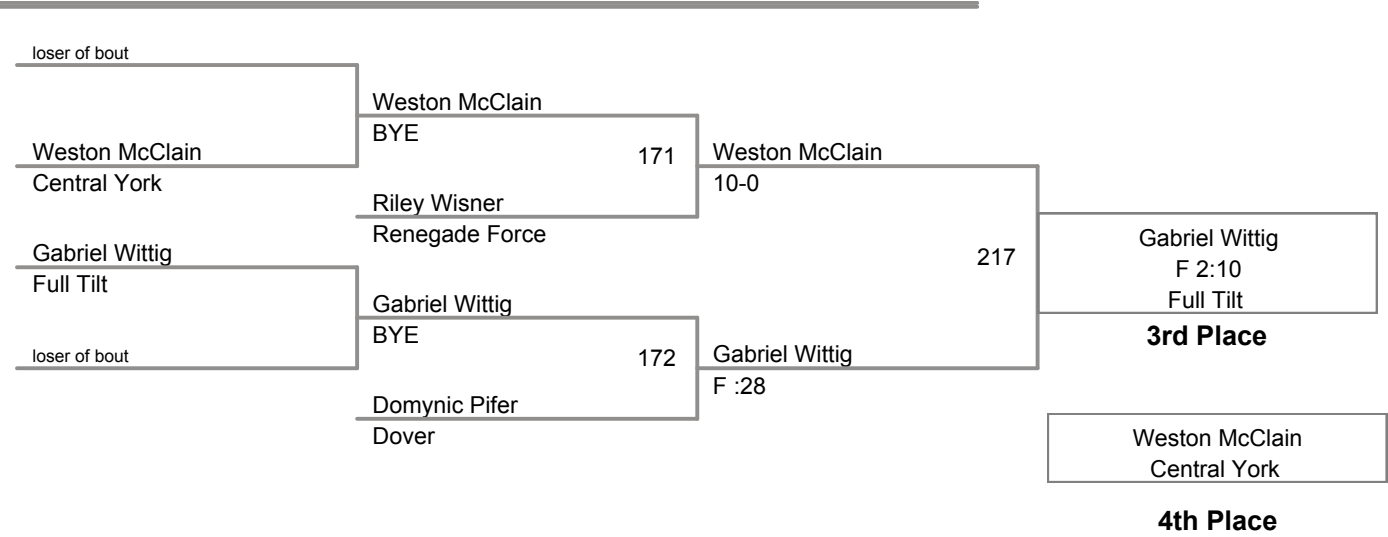 loser of bout
Weston McClain
BYE
Weston McClain
Central York
171
Weston McClain
10-0
Riley Wisner
Renegade Force
Gabriel Wittig
Full Tilt
217
Gabriel Wittig
F 2:10
Full Tilt
3rd Place
Gabriel Wittig
BYE
loser of bout
172
Gabriel Wittig
F :28
Domynic Pifer
Dover
Weston McClain
Central York
4th Place